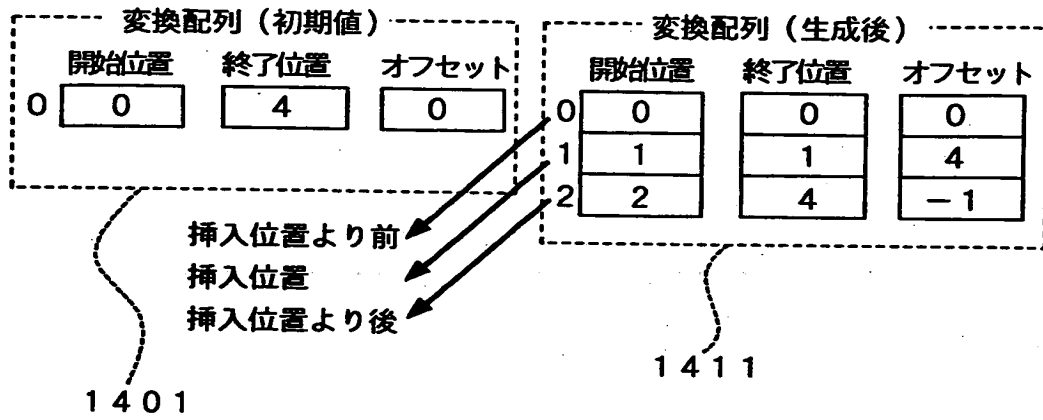 変換配列（初期値）
開始位置 終了位置 オフセット
0 0 4 0
変換配列（生成後）
開始位置 終了位置 オフセット
0 0 0 0
1 1 1 4
2 2 4 －1
挿入位置より前
挿入位置
挿入位置より後
1401
1411